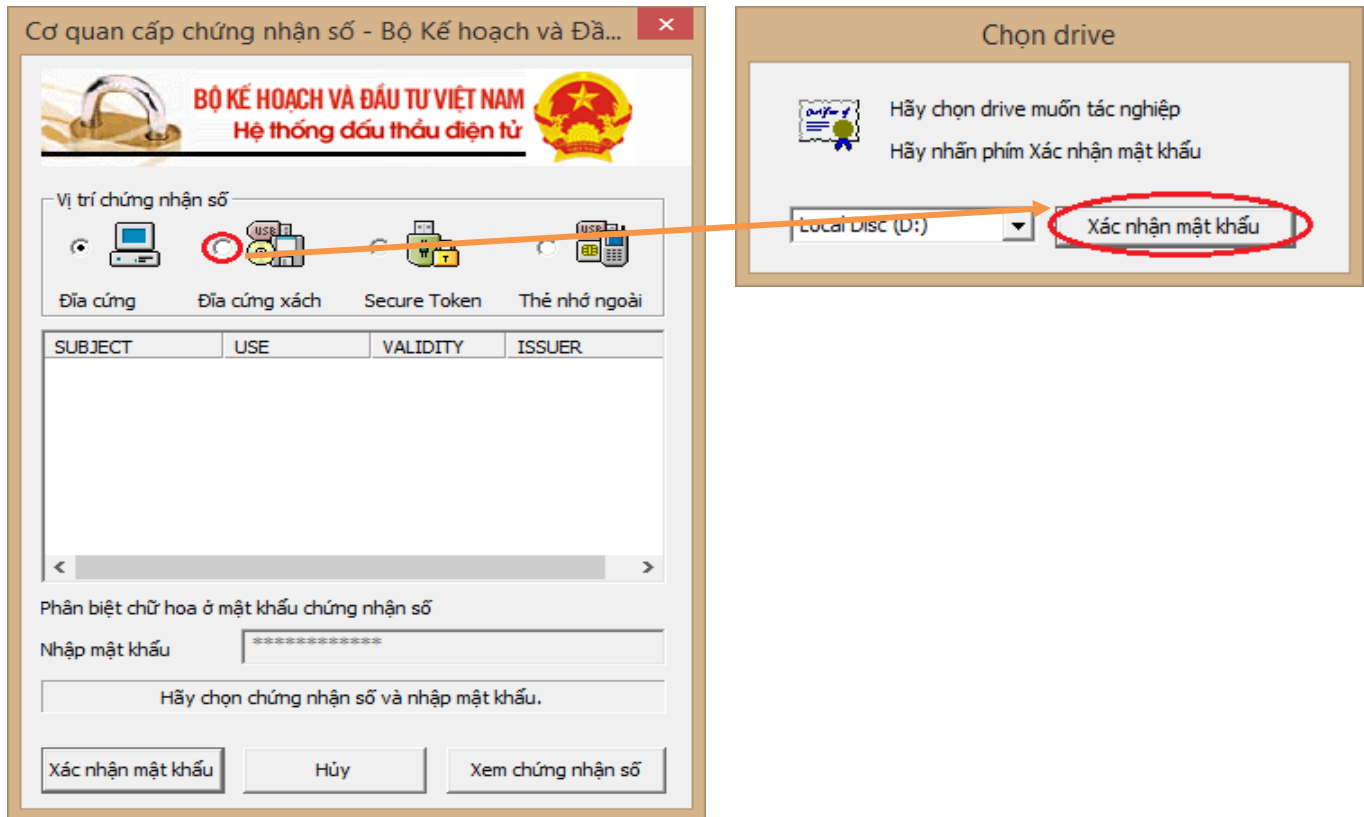 Cơ quan cấp chứng nhận số - Bộ Kế hoạch và Đầ...
BỘ KẾ HOẠCH VÀ ĐẦU TƯ VIỆT NAM
Hệ thống đấu thầu điện tử
Vị trí chứng nhận số
USB
USB
Đĩa cứng
Đĩa cứng xách
Secure Token
Thẻ nhớ ngoài
SUBJECT
USE
VALIDITY
ISSUER
Phân biệt chữ hoa ở mật khẩu chứng nhận số
Nhập mật khẩu
************
Hãy chọn chứng nhận số và nhập mật khẩu.
Xác nhận mật khẩu
Hủy
Xem chứng nhận số
Chọn drive
Hãy chọn drive muốn tác nghiệp
Hãy nhấn phím Xác nhận mật khẩu
Local Disc (D:)
Xác nhận mật khẩu